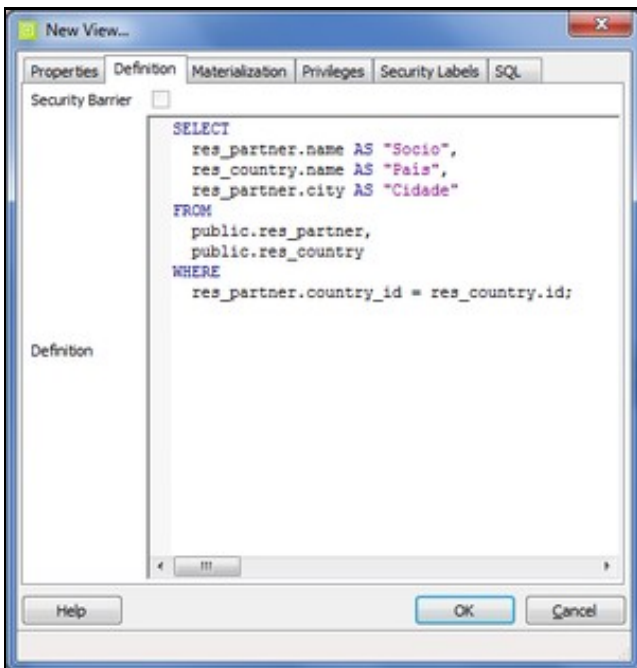 New View...
Properties Definition Materialization Privileges Security Labels SQL
Security Barrier
SELECT
res_partner.name AS "Socio",
res_country.name AS "País",
res_partner.city AS "Cidade"
FROM
public.res_partner,
public.res_country
WHERE
res_partner.country_id = res_country.id;
Definition
Help OK Cancel